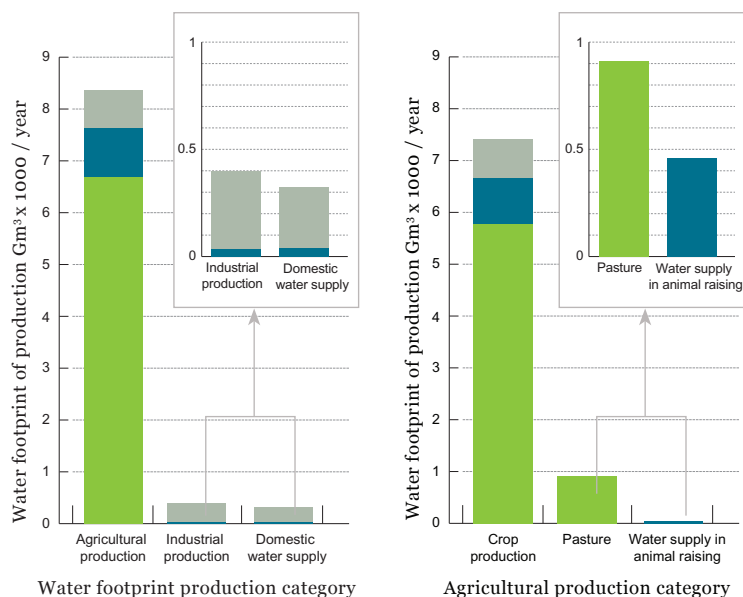 Water footprint of production Gm³ x 1000 / year
9
8
7
6
5
4
3
2
1
0
1
0.5
0
Industrial
production
Domestic
water supply
Agricultural
production
Industrial
production
Domestic
water supply
Water footprint production category
Water footprint of production Gm³ x 1000 / year
9
8
7
6
5
4
3
2
1
0
1
0.5
0
Pasture
Water supply
in animal raising
Crop
production
Pasture
Water supply in
animal raising
Agricultural production category